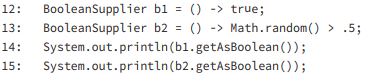 12: BooleanSupplier b1 = () -> true;
13: BooleanSupplier b2 = () -> Math.random() > .5;
14: System.out.println(b1.getAsBoolean());
15: System.out.println(b2.getAsBoolean());